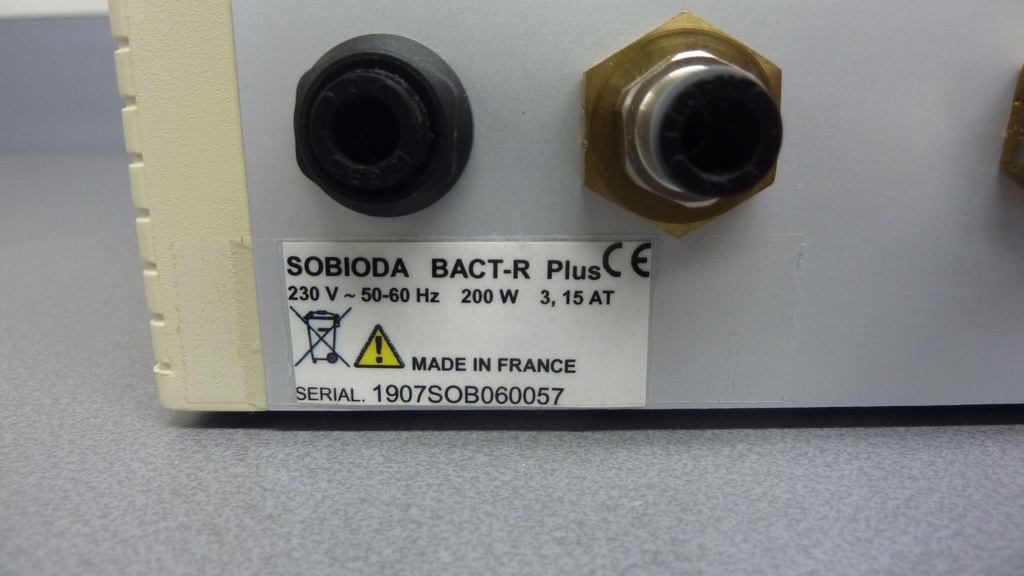 SOBIODA BACT-R Plus CE
230 V ~ 50-60 Hz 200 W 3, 15 AT
MADE IN FRANCE
SERIAL. 1907SOB060057